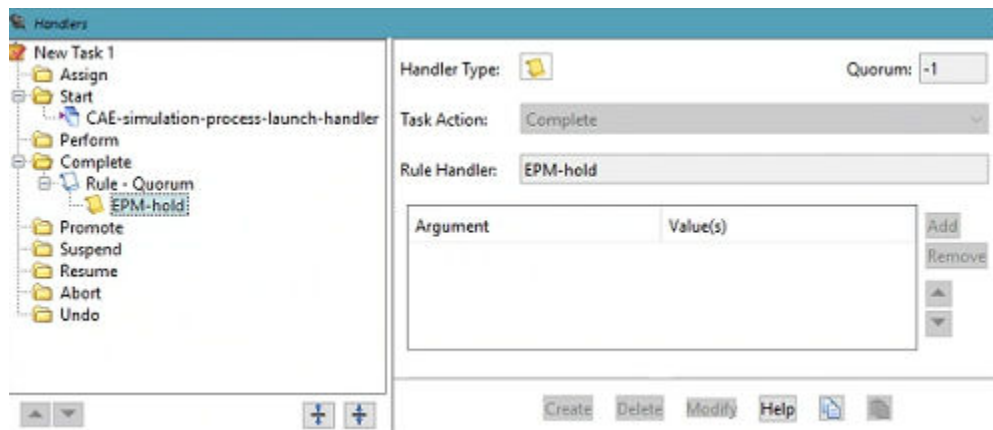 Handlers
New Task 1
Assign
Start
CAE-simulation-process-launch-handler
Perform
Complete
Rule - Quorum
EPM-hold
Promote
Suspend
Resume
Abort
Undo
Handler Type:
Quorum: -1
Task Action: Complete
Rule Handler: EPM-hold
Argument Value(s)
Add
Remove
Create Delete Modify Help